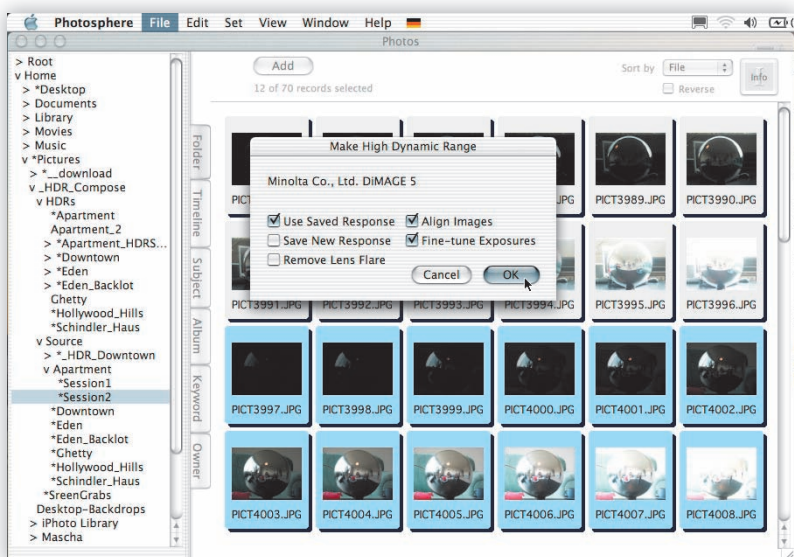 Photosphere File Edit Set View Window Help
Photos
> Root
v Home
> *Desktop
> Documents
> Library
> Movies
> Music
v *Pictures
> *__download
v _HDR_Compose
v HDRs
*Apartment
Apartment_2
> *Apartment_HDRS...
> *Downtown
> *Eden
> *Eden_Backlot
Ghetty
*Hollywood_Hills
*Schindler_Haus
v Source
> *_HDR_Downtown
v Apartment
*Session1
*Session2
*Downtown
*Eden
*Eden_Backlot
*Ghetty
*Hollywood_Hills
*Schindler_Haus
*SreenGrabs
Desktop-Backdrops
> iPhoto Library
> Mascha
Folder
Timeline
Subject
Album
Keyword
Owner
Add
12 of 70 records selected
Sort by File
Reverse
Info
Make High Dynamic Range
Minolta Co., Ltd. DiMAGE 5
Use Saved Response Align Images
Save New Response Fine-tune Exposures
Remove Lens Flare
Cancel OK
PICT3989.JPG PICT3990.JPG
PICT3991.JPG PICT3992.JPG PICT3993.JPG PICT3994.JPG PICT3995.JPG PICT3996.JPG
PICT3997.JPG PICT3998.JPG PICT3999.JPG PICT4000.JPG PICT4001.JPG PICT4002.JPG
PICT4003.JPG PICT4004.JPG PICT4005.JPG PICT4006.JPG PICT4007.JPG PICT4008.JPG